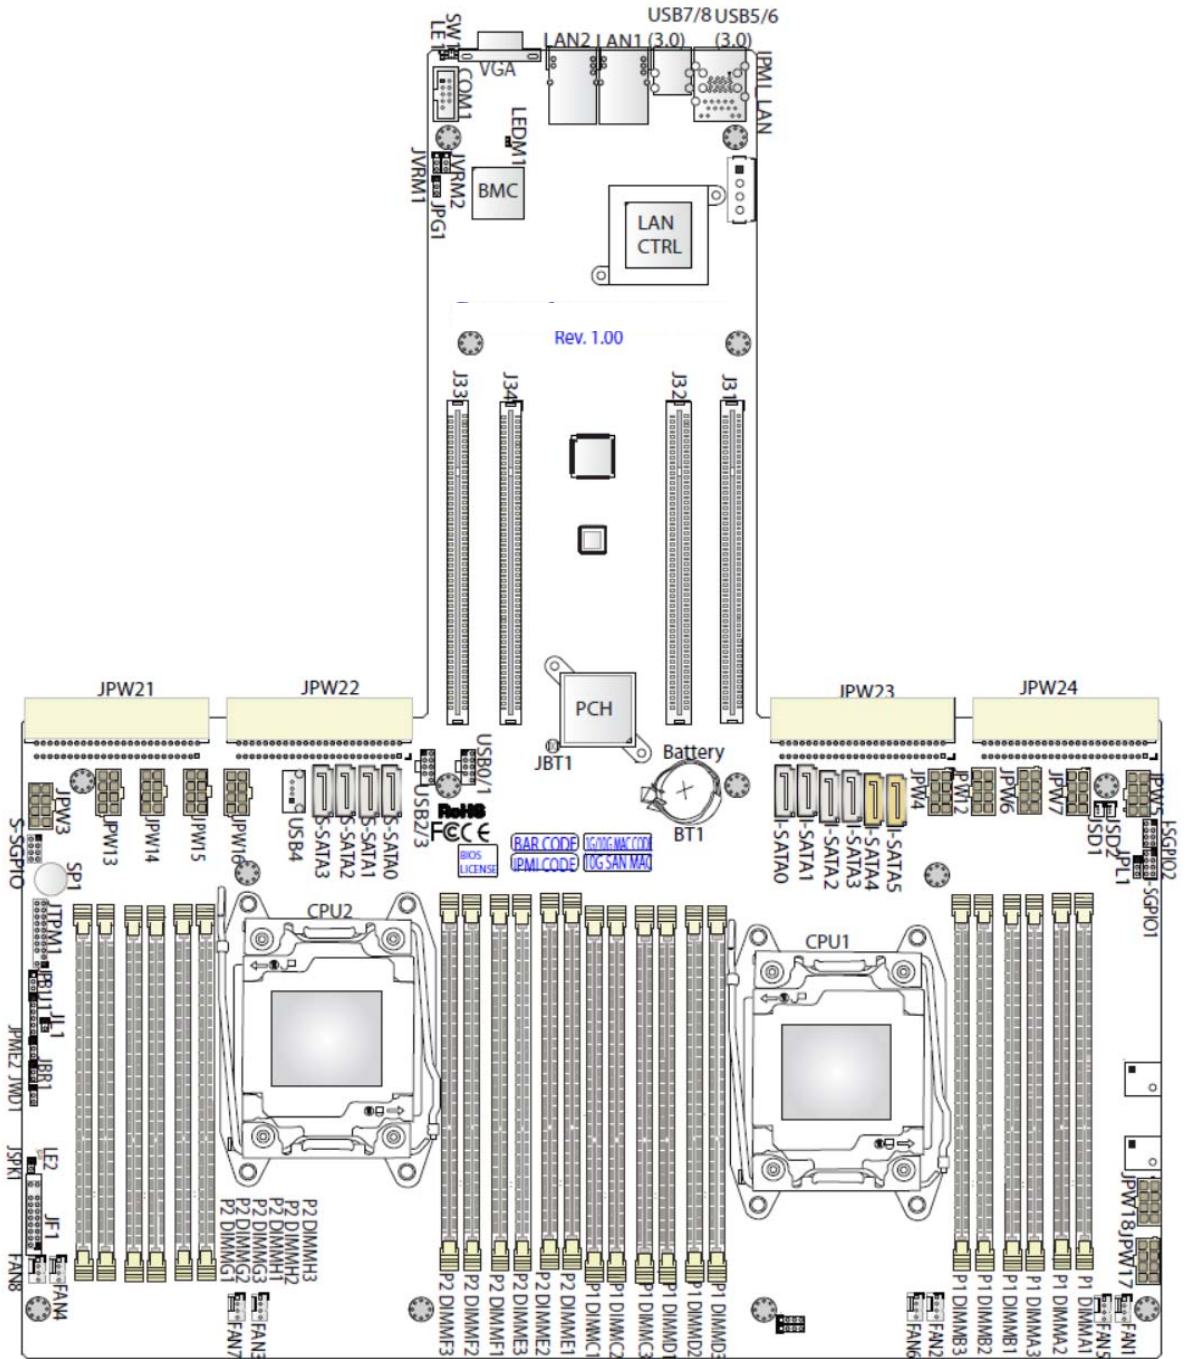 USB7/8 USB5/6
(3.0) (3.0)
SW1
LE1
VGA
LAN2
LAN1
IPMI_LAN
COM1
LEDM1
JVRM1
JVRM2
JPG1
BMC
LAN
CTRL
Rev. 1.00
J33
J34
J32
J31
PCH
JBT1
Battery
BT1
JPW21
JPW22
JPW23
JPW24
JPW3
JPW13
JPW14
JPW15
JPW16
USB4
S-SATA3
S-SATA2
S-SATA1
S-SATA0
USB2/3
USB0/1
RoHS
FC CE
BIOS
LICENSE
BAR CODE
1G/10G MAC CODE
IPMI CODE
10G SAN MAC
I-SATA0
I-SATA1
I-SATA2
I-SATA3
I-SATA4
I-SATA5
JPW4
JPW12
JPW6
JPW7
JPW5
JSD1
JSD2
JPL1
I-SGPIO2
I-SGPIO1
S-SGPIO
SP1
JTPM1
JL1
JPME2
JBR1
JWD1
LE2
JSPK1
JF1
FAN8
FAN4
CPU2
CPU1
P2 DIMMG1
P2 DIMMG2
P2 DIMMG3
P2 DIMMH1
P2 DIMMH2
P2 DIMMH3
FAN7
FAN3
P2 DIMMF3
P2 DIMMF2
P2 DIMMF1
P2 DIMME3
P2 DIMME2
P2 DIMME1
P1 DIMMC1
P1 DIMMC2
P1 DIMMC3
P1 DIMMD1
P1 DIMMD2
P1 DIMMD3
P1 DIMMB3
P1 DIMMB2
P1 DIMMB1
P1 DIMMA3
P1 DIMMA2
P1 DIMMA1
FAN6
FAN2
FAN5
FAN1
JPW18
JPW17